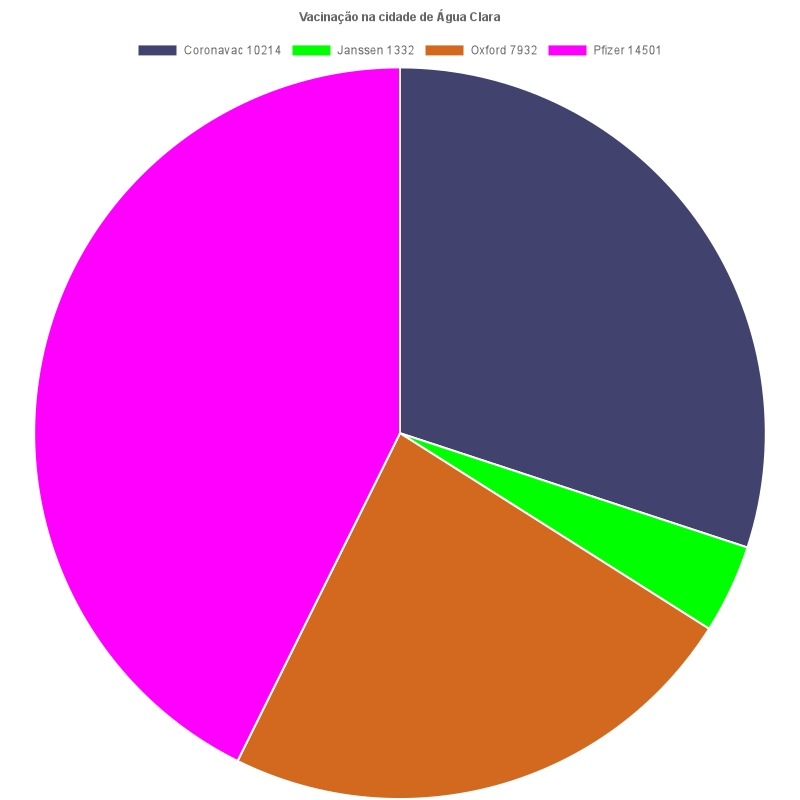 Vacinação na cidade de Água Clara
Coronavac 10214 Janssen 1332 Oxford 7932 Pfizer 14501